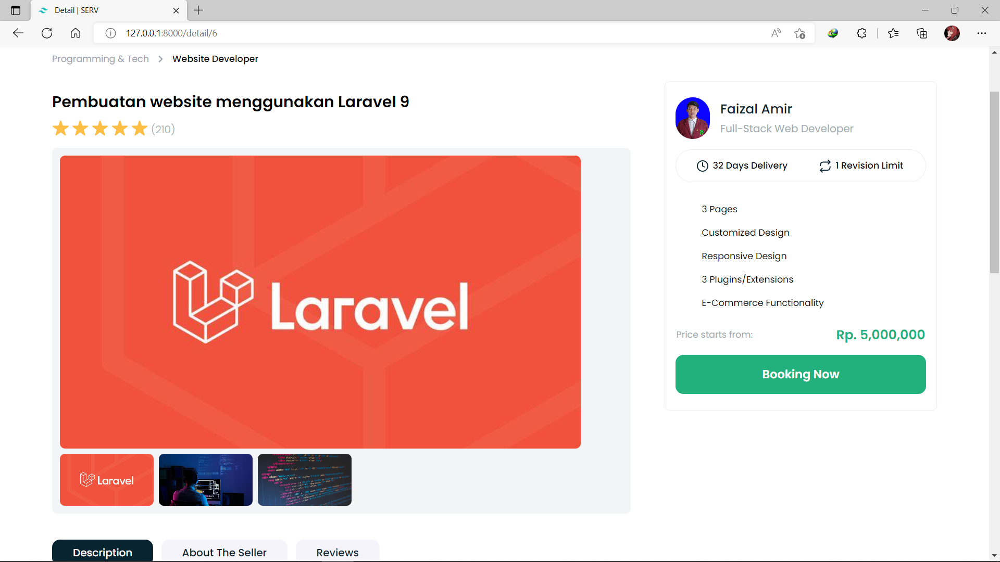 Detail | SERV
127.0.0.1:8000/detail/6
Programming & Tech > Website Developer
Pembuatan website menggunakan Laravel 9
(210)
Laravel
Laravel
Faizal Amir
Full-Stack Web Developer
32 Days Delivery
1 Revision Limit
3 Pages
Customized Design
Responsive Design
3 Plugins/Extensions
E-Commerce Functionality
Price starts from:
Rp. 5,000,000
Booking Now
Description
About The Seller
Reviews